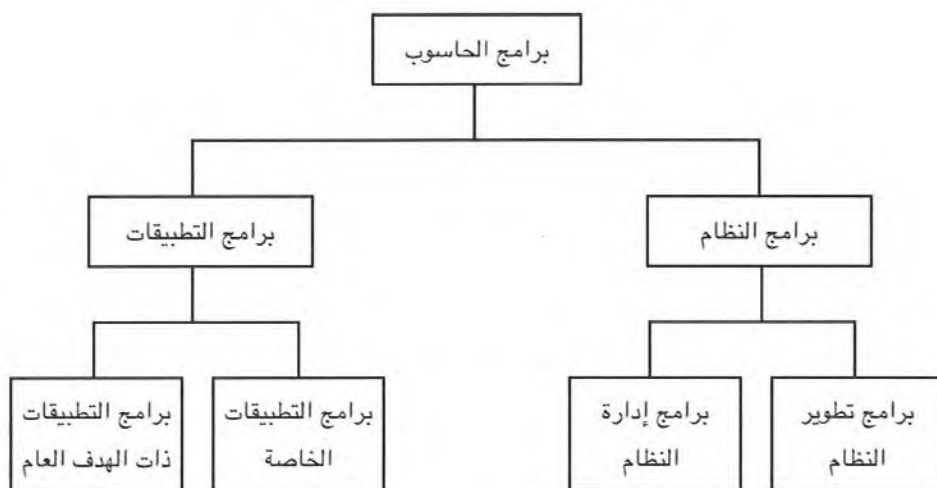 برامج الحاسوب
برامج النظام
برامج التطبيقات
برامج تطوير
النظام
برامج إدارة
النظام
برامج التطبيقات
الخاصة
برامج التطبيقات
ذات الهدف العام